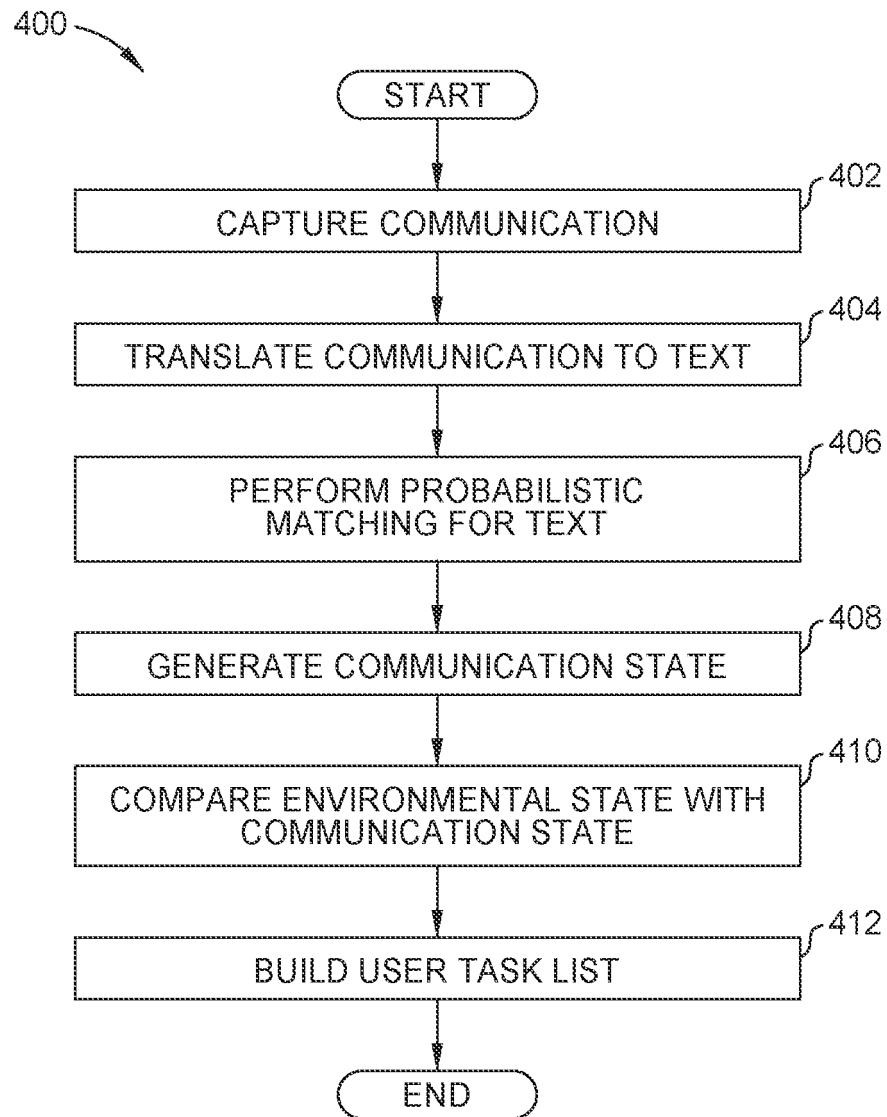 400
START
402
CAPTURE COMMUNICATION
404
TRANSLATE COMMUNICATION TO TEXT
406
PERFORM PROBABILISTIC
MATCHING FOR TEXT
408
GENERATE COMMUNICATION STATE
410
COMPARE ENVIRONMENTAL STATE WITH
COMMUNICATION STATE
412
BUILD USER TASK LIST
END